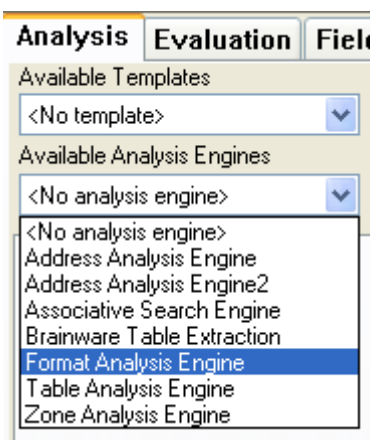 Analysis Evaluation Fiel
Available Templates
<No template>
Available Analysis Engines
<No analysis engine>
<No analysis engine>
Address Analysis Engine
Address Analysis Engine2
Associative Search Engine
Brainware Table Extraction
Format Analysis Engine
Table Analysis Engine
Zone Analysis Engine